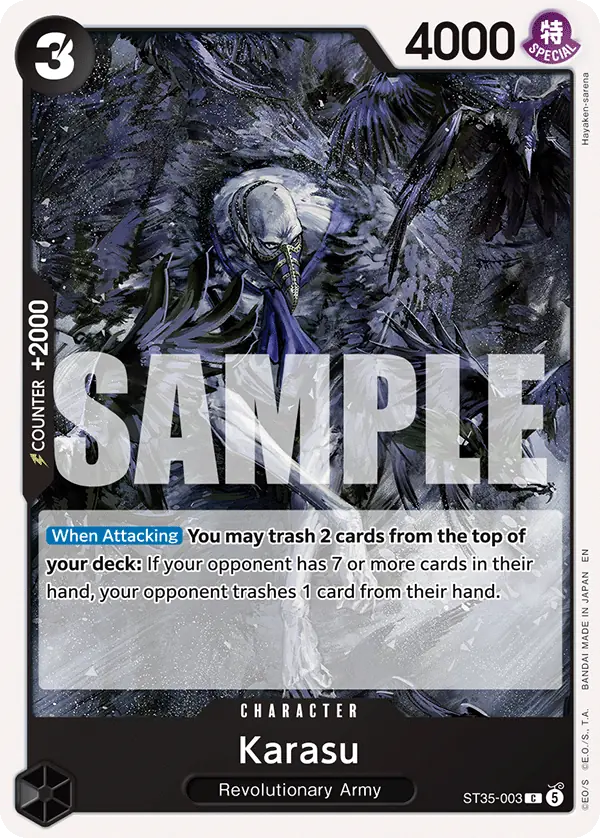 3
4000
特
SPECIAL
Hayaken-sarena
COUNTER +2000
SAMPLE
When Attacking You may trash 2 cards from the top of
your deck: If your opponent has 7 or more cards in their
hand, your opponent trashes 1 card from their hand.
CHARACTER
Karasu
Revolutionary Army
ST35-003 C 5
©EO/S ©E.O./S., T.A. BANDAI MADE IN JAPAN EN